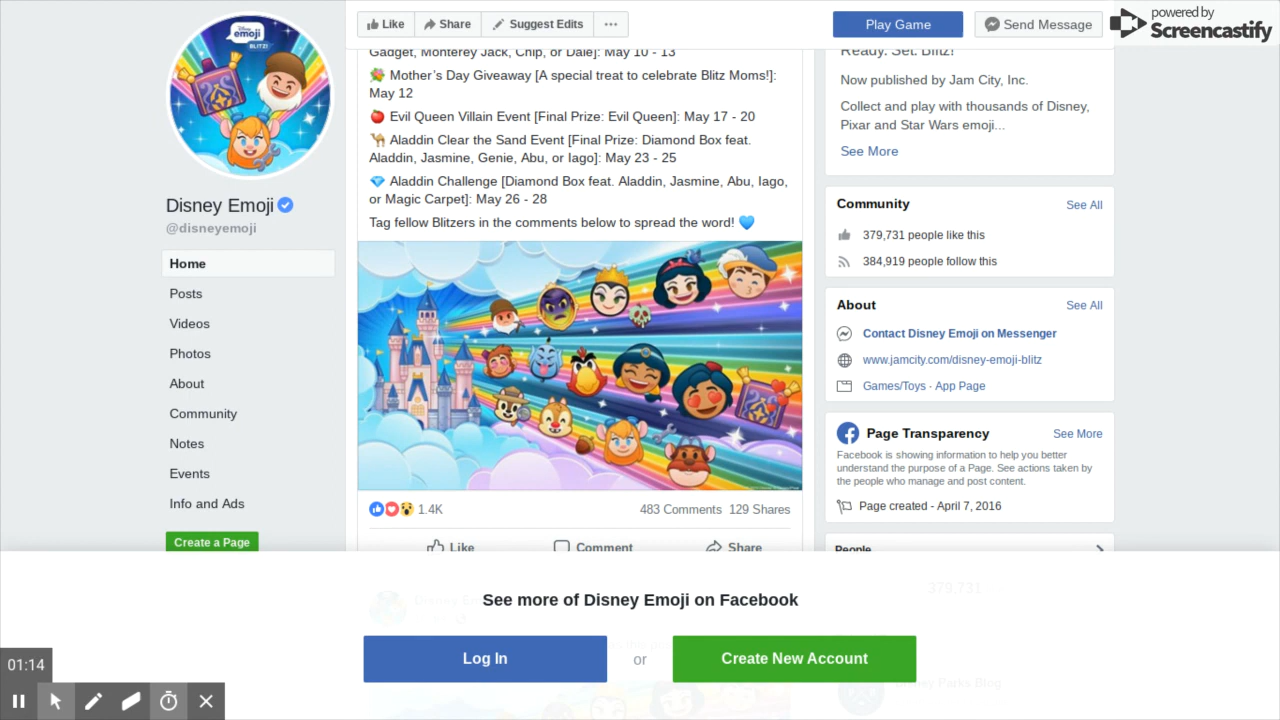 Disney
emoji
BLITZ!
Like
Share
Suggest Edits
Play Game
Send Message
powered by
Screencastify
Disney Emoji
@disneyemoji
Home
Posts
Videos
Photos
About
Community
Notes
Events
Info and Ads
Create a Page
Gadget, Monterey Jack, Chip, or Dale]: May 10 - 13
💐 Mother’s Day Giveaway [A special treat to celebrate Blitz Moms!]:
May 12
🍎 Evil Queen Villain Event [Final Prize: Evil Queen]: May 17 - 20
🐪 Aladdin Clear the Sand Event [Final Prize: Diamond Box feat.
Aladdin, Jasmine, Genie, Abu, or Iago]: May 23 - 25
💎 Aladdin Challenge [Diamond Box feat. Aladdin, Jasmine, Abu, Iago,
or Magic Carpet]: May 26 - 28
Tag fellow Blitzers in the comments below to spread the word! 💙
1.4K
483 Comments 129 Shares
Like
Comment
Share
Ready. Set. Blitz!
Now published by Jam City, Inc.
Collect and play with thousands of Disney,
Pixar and Star Wars emoji...
See More
Community
See All
379,731 people like this
384,919 people follow this
About
See All
Contact Disney Emoji on Messenger
www.jamcity.com/disney-emoji-blitz
Games/Toys · App Page
Page Transparency
See More
Facebook is showing information to help you better
understand the purpose of a Page. See actions taken by
the people who manage and post content.
Page created - April 7, 2016
People
379,731
See more of Disney Emoji on Facebook
Log In
or
Create New Account
Parks Blog
01:14